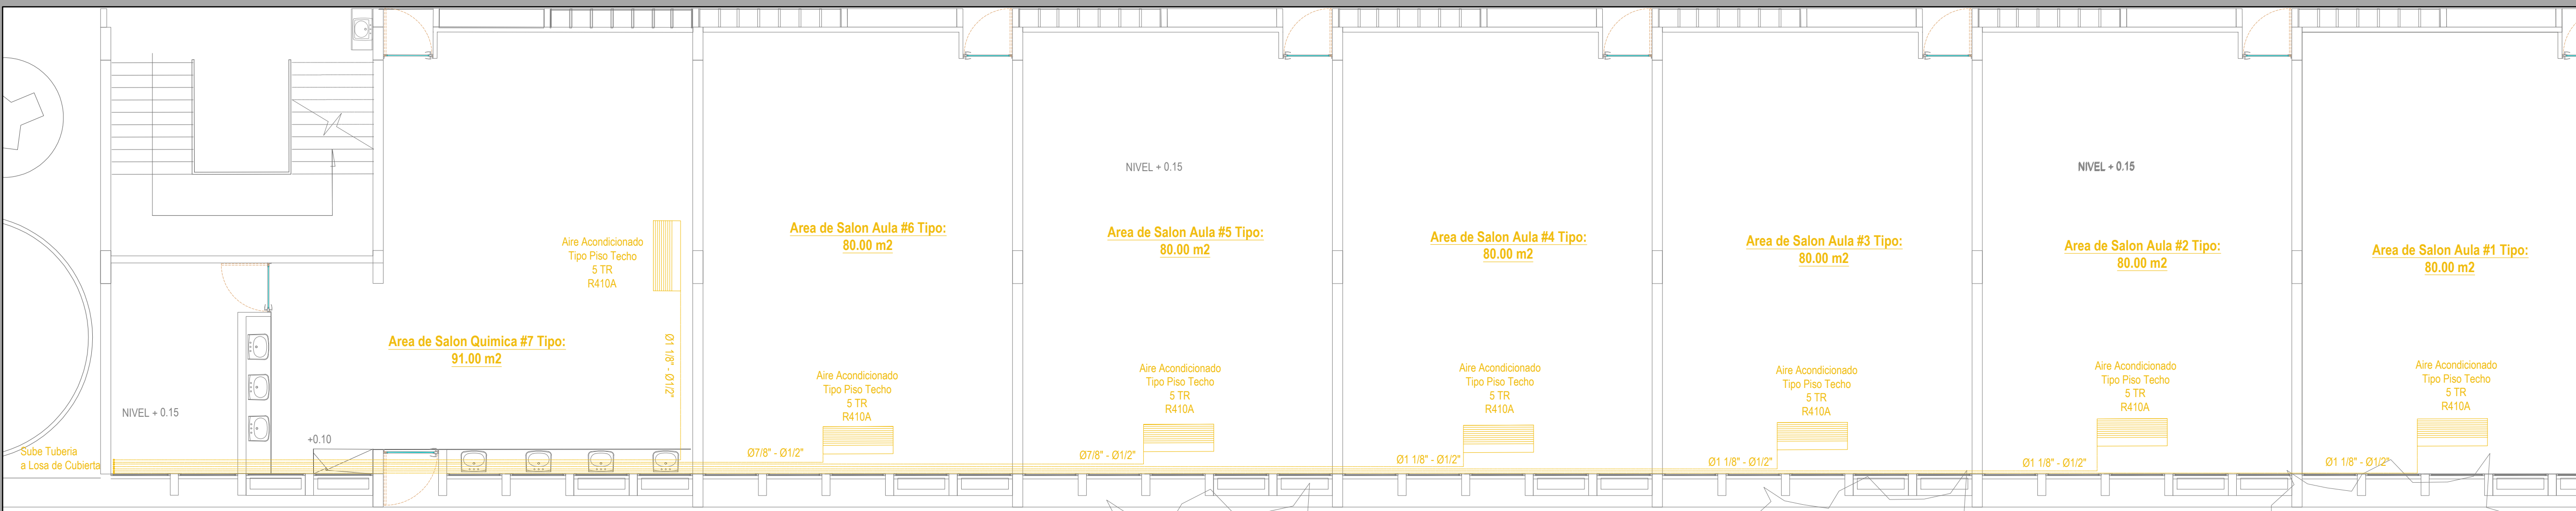 NIVEL + 0.15
NIVEL + 0.15
Area de Salon Aula #6 Tipo:
80.00 m2
Area de Salon Aula #5 Tipo:
80.00 m2
Area de Salon Aula #4 Tipo:
80.00 m2
Area de Salon Aula #3 Tipo:
80.00 m2
Area de Salon Aula #2 Tipo:
80.00 m2
Area de Salon Aula #1 Tipo:
80.00 m2
Aire Acondicionado
Tipo Piso Techo
5 TR
R410A
Area de Salon Quimica #7 Tipo:
91.00 m2
Ø1 1/8" - Ø1/2"
Aire Acondicionado
Tipo Piso Techo
5 TR
R410A
Aire Acondicionado
Tipo Piso Techo
5 TR
R410A
Aire Acondicionado
Tipo Piso Techo
5 TR
R410A
Aire Acondicionado
Tipo Piso Techo
5 TR
R410A
Aire Acondicionado
Tipo Piso Techo
5 TR
R410A
Aire Acondicionado
Tipo Piso Techo
5 TR
R410A
NIVEL + 0.15
+0.10
Sube Tuberia
a Losa de Cubierta
Ø7/8" - Ø1/2"
Ø7/8" - Ø1/2"
Ø1 1/8" - Ø1/2"
Ø1 1/8" - Ø1/2"
Ø1 1/8" - Ø1/2"
Ø1 1/8" - Ø1/2"